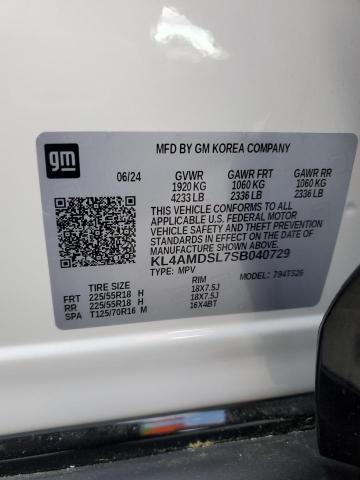 gm
MFD BY GM KOREA COMPANY
06/24 GVWR GAWR FRT GAWR RR
1920 KG 1060 KG 1060 KG
4233 LB 2336 LB 2336 LB
THIS VEHICLE CONFORMS TO ALL
APPLICABLE U.S. FEDERAL MOTOR
VEHICLE SAFETY AND THEFT PREVENTION
STANDARDS IN EFFECT ON THE DATE OF
MANUFACTURE SHOWN ABOVE.
KL4AMDSL7SB040729
TYPE: MPV MODEL: 794TS26
TIRE SIZE RIM
FRT 225/55R18 H 18X7.5J
RR 225/55R18 H 18X7.5J
SPA T125/70R16 M 16X4BT